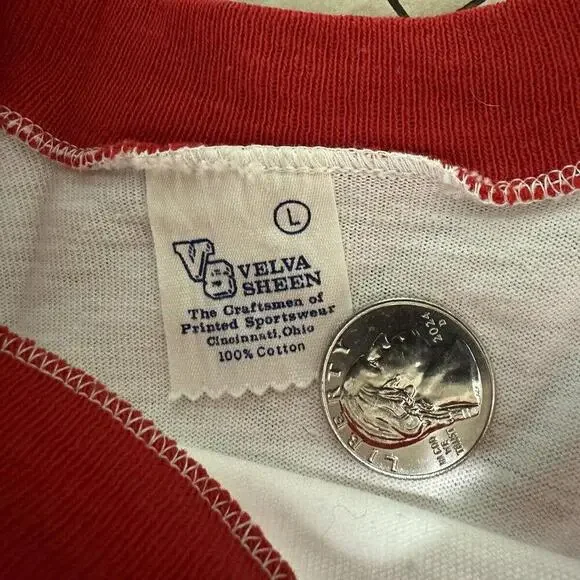 L
VS VELVA
SHEEN
The Craftsmen of
Printed Sportswear
Cincinnati, Ohio
100% Cotton
LIBERTY
2024
D
IN GOD
WE
TRUST